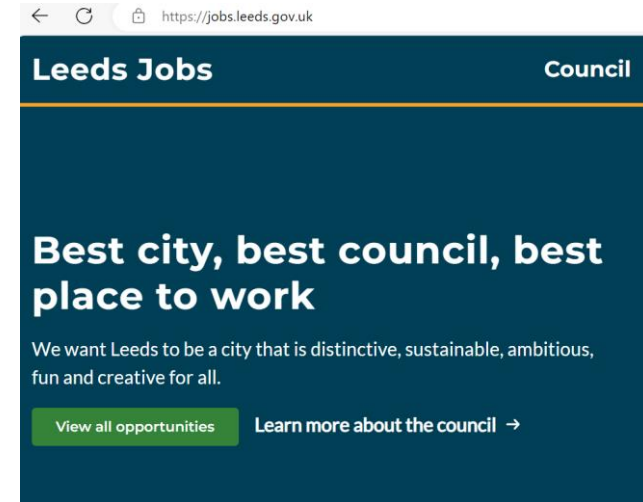 https://jobs.leeds.gov.uk
Leeds Jobs Council
Best city, best council, best
place to work
We want Leeds to be a city that is distinctive, sustainable, ambitious,
fun and creative for all.
View all opportunities Learn more about the council →